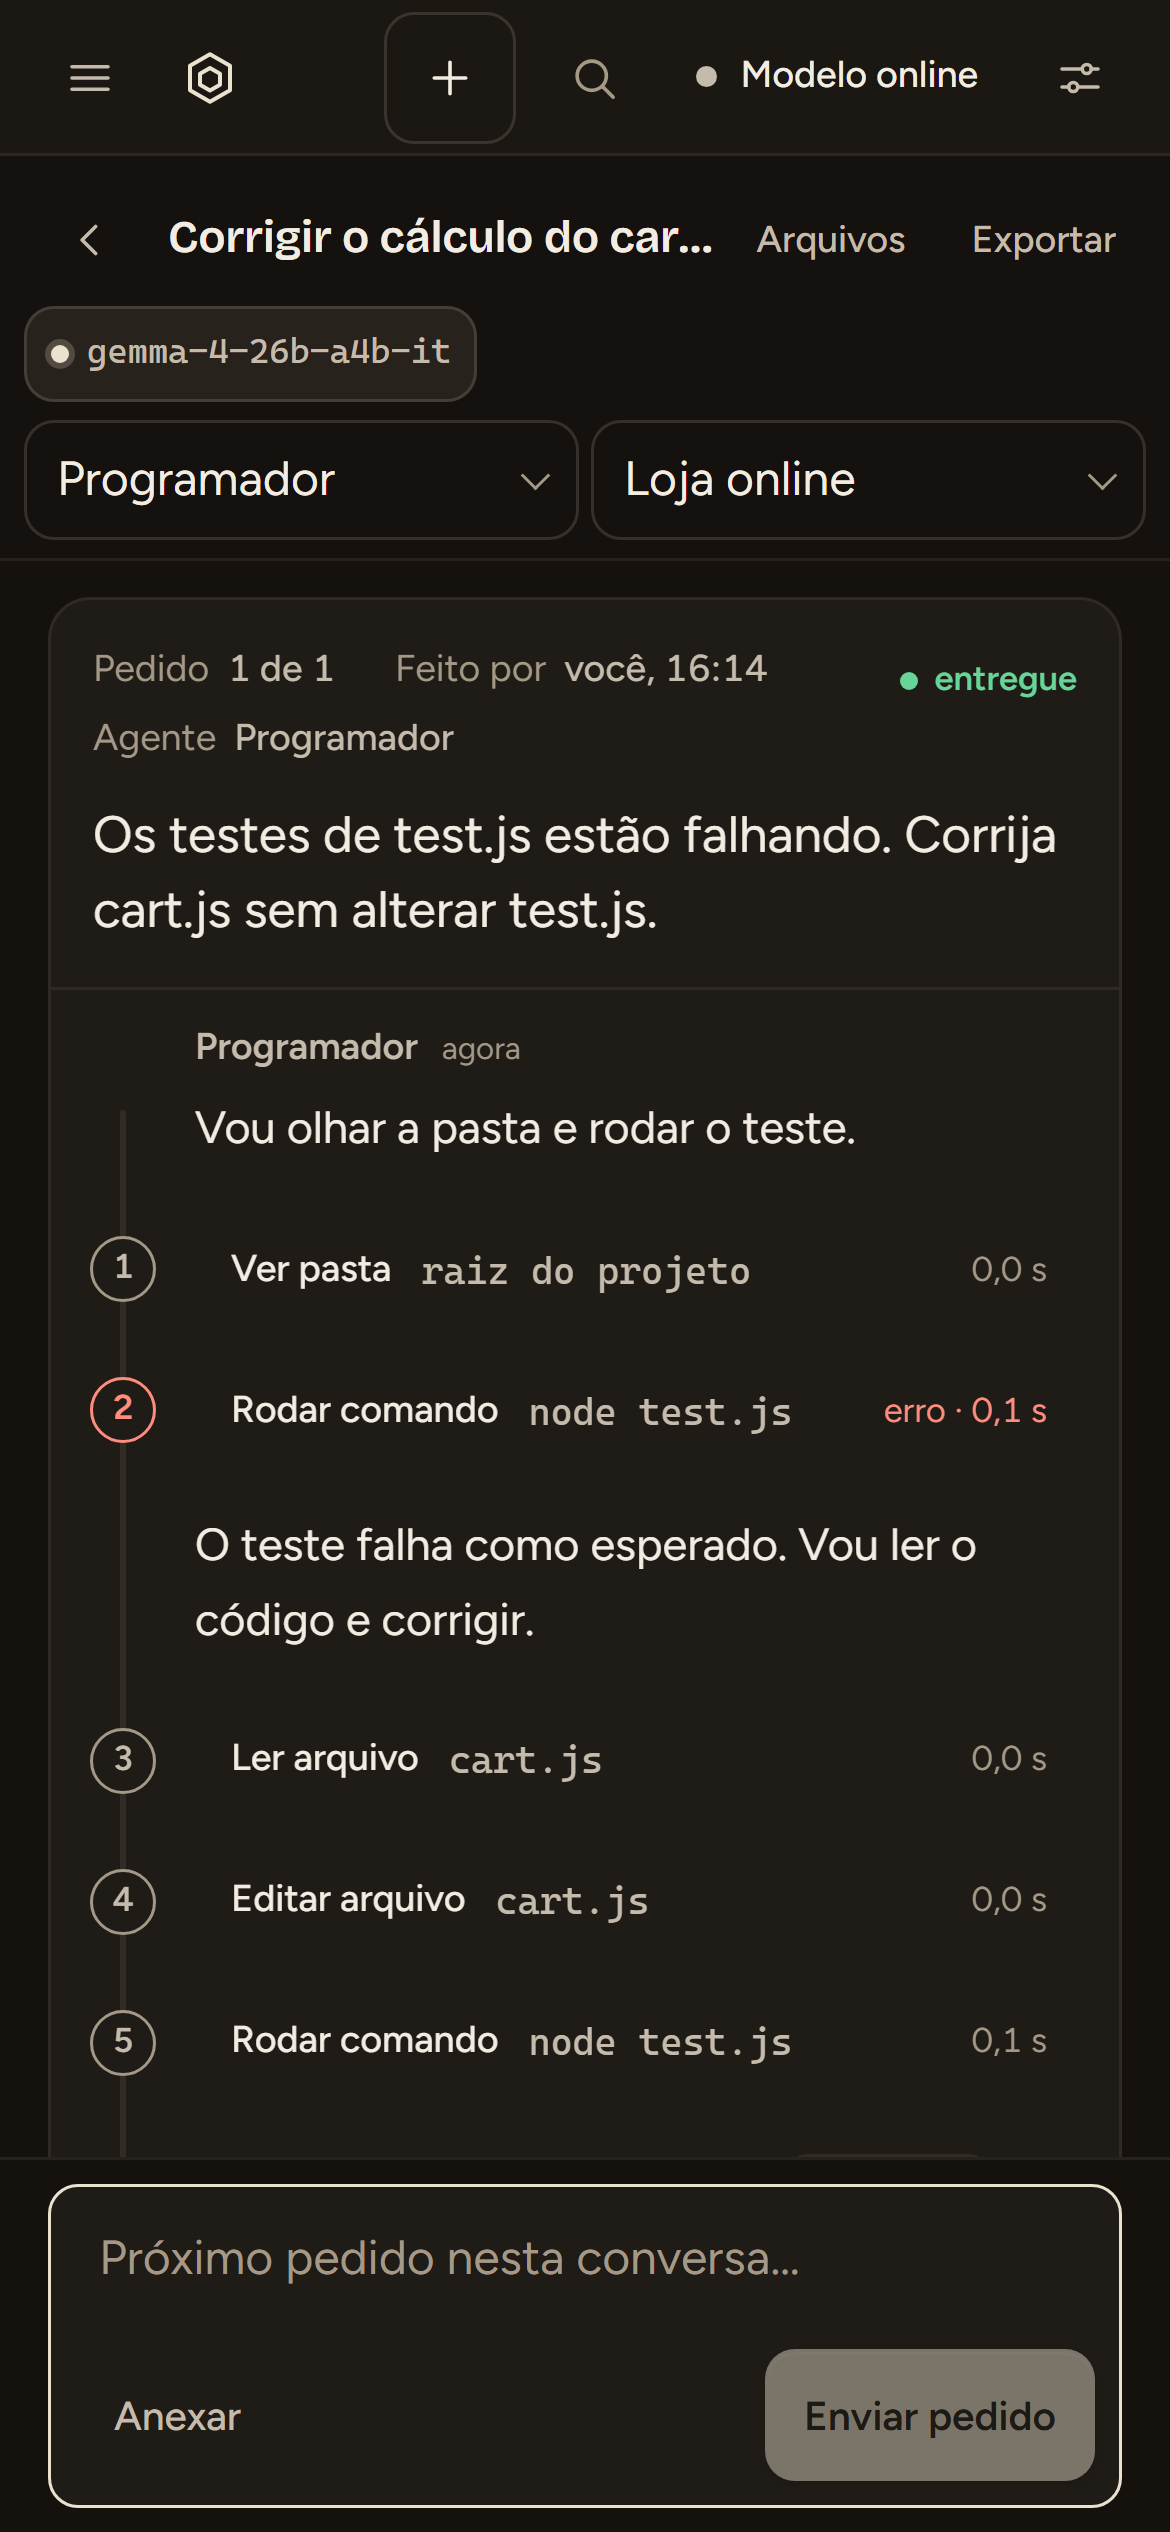 Modelo online
Corrigir o cálculo do car... Arquivos Exportar
gemma-4-26b-a4b-it
Programador Loja online
Pedido 1 de 1 Feito por você, 16:14 entregue
Agente Programador
Os testes de test.js estão falhando. Corrija
cart.js sem alterar test.js.
Programador agora
Vou olhar a pasta e rodar o teste.
1 Ver pasta raiz do projeto 0,0 s
2 Rodar comando node test.js erro · 0,1 s
O teste falha como esperado. Vou ler o
código e corrigir.
3 Ler arquivo cart.js 0,0 s
4 Editar arquivo cart.js 0,0 s
5 Rodar comando node test.js 0,1 s
Próximo pedido nesta conversa...
Anexar Enviar pedido